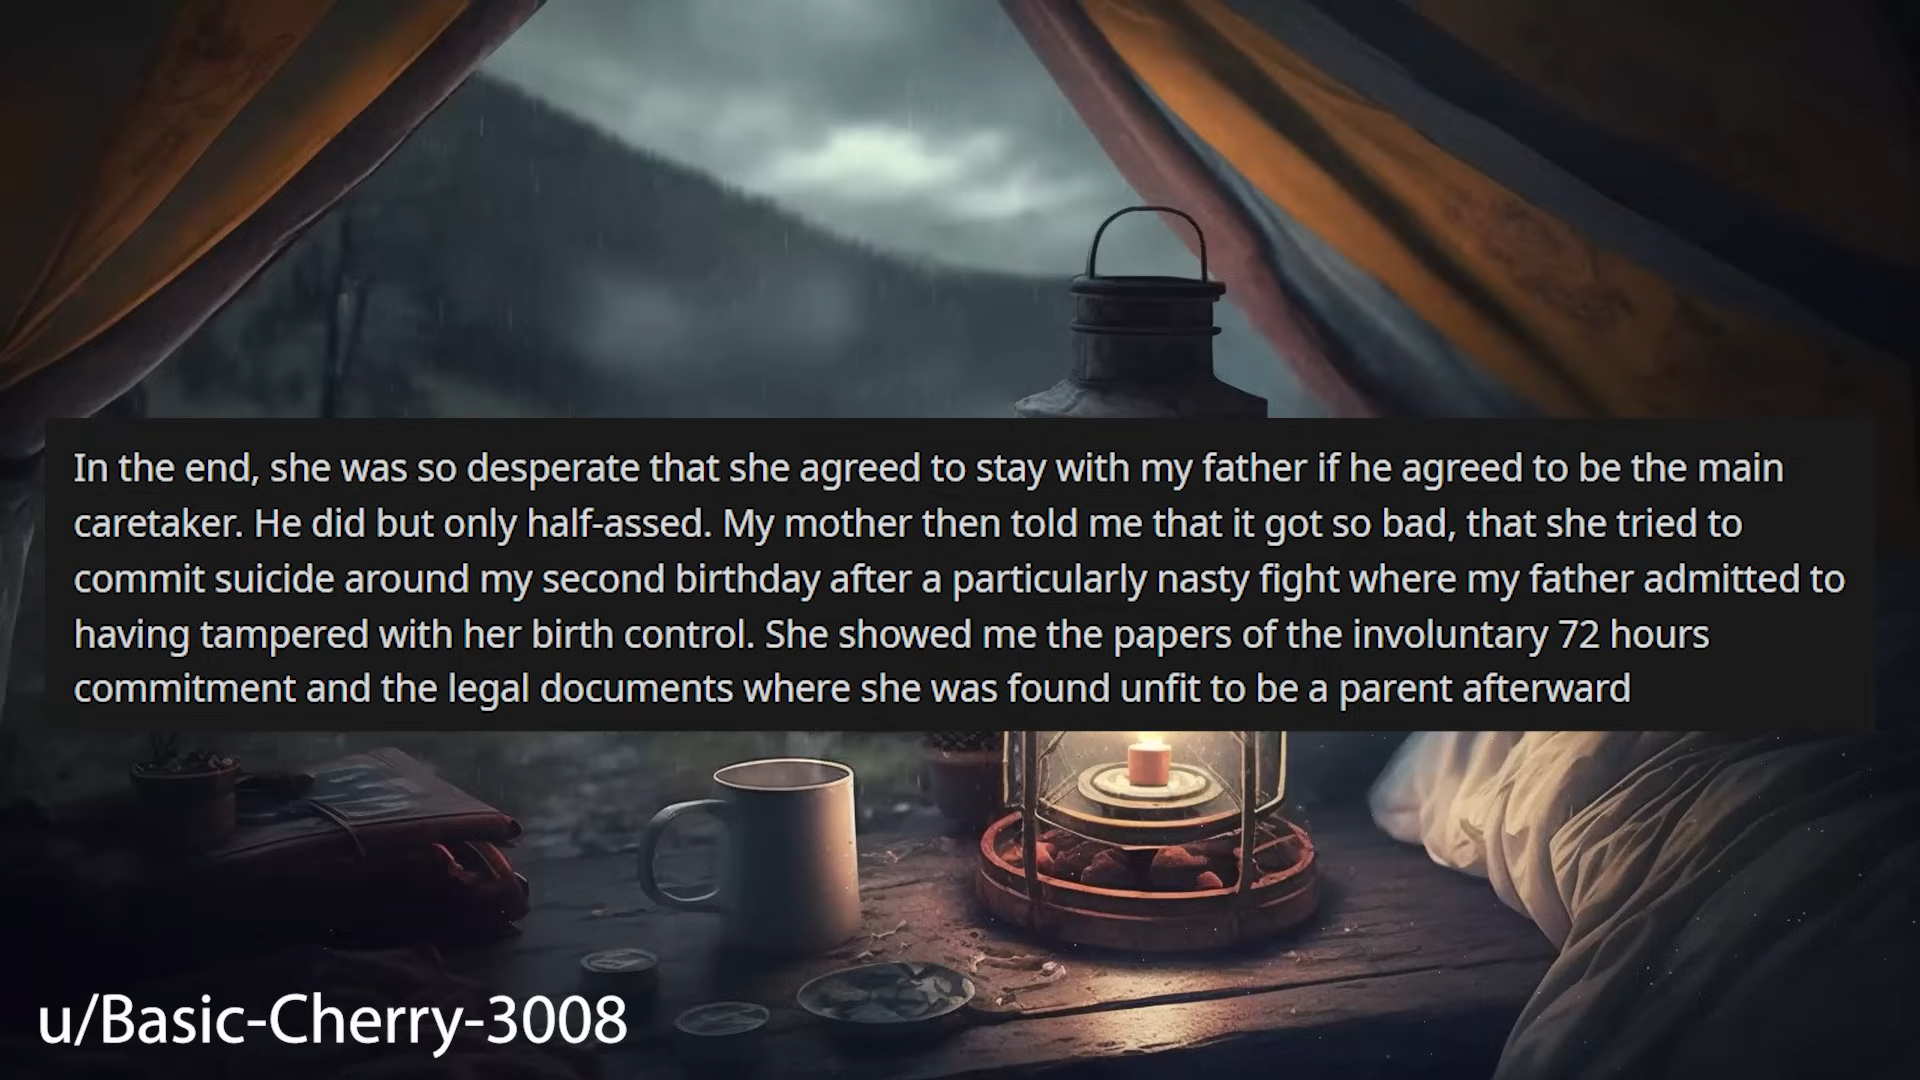 In the end, she was so desperate that she agreed to stay with my father if he agreed to be the main
caretaker. He did but only half-assed. My mother then told me that it got so bad, that she tried to
commit suicide around my second birthday after a particularly nasty fight where my father admitted to
having tampered with her birth control. She showed me the papers of the involuntary 72 hours
commitment and the legal documents where she was found unfit to be a parent afterward
u/Basic-Cherry-3008